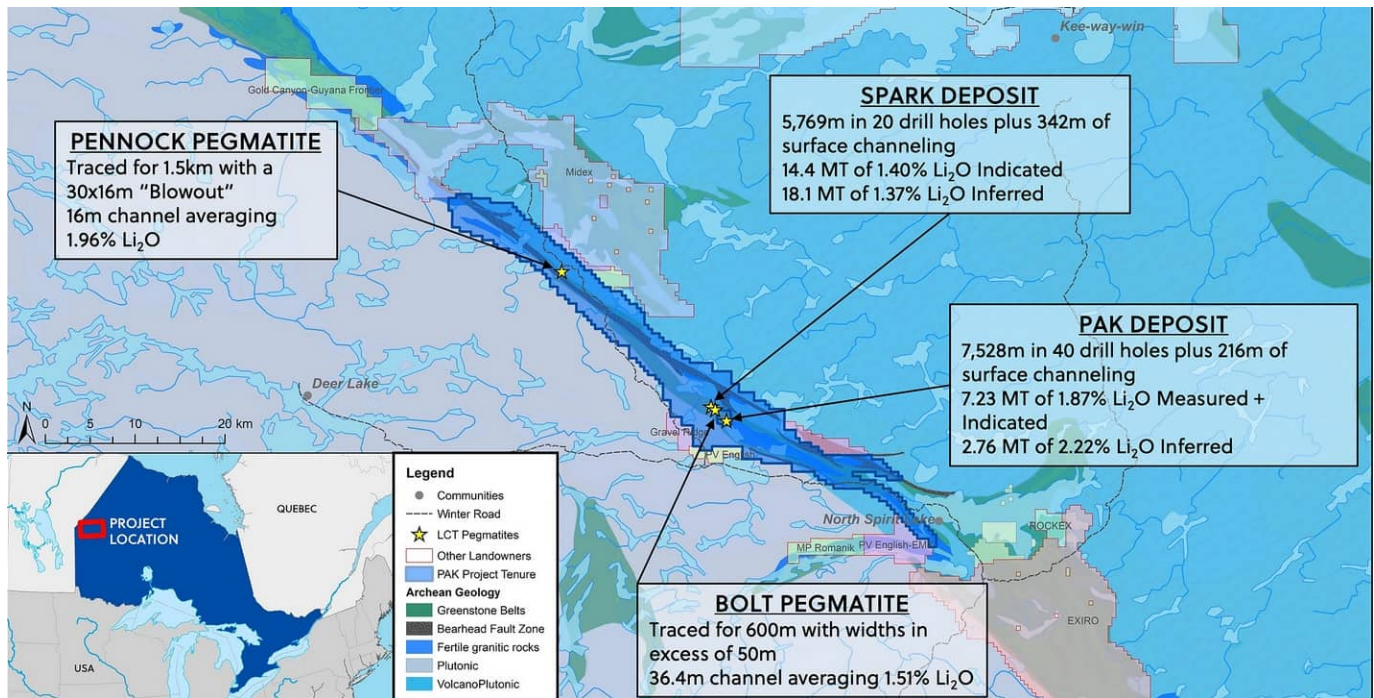 Kee-way-win
Gold Canyon-Guyana Frontier
PENNOCK PEGMATITE
Traced for 1.5km with a
30x16m “Blowout“
16m channel averaging
1.96% Li₂O
SPARK DEPOSIT
5,769m in 20 drill holes plus 342m of
surface channeling
14.4 MT of 1.40% Li₂O Indicated
18.1 MT of 1.37% Li₂O Inferred
Midex
PAK DEPOSIT
7,528m in 40 drill holes plus 216m of
surface channeling
7.23 MT of 1.87% Li₂O Measured +
Indicated
2.76 MT of 2.22% Li₂O Inferred
Deer Lake
N
0 5 10 20 km
Gravel Ridge
PV English
North Spirit Lake
ROCKEX
MP Romanik
PV English-EMX
EXIRO
BOLT PEGMATITE
Traced for 600m with widths in
excess of 50m
36.4m channel averaging 1.51% Li₂O
PROJECT
LOCATION
QUEBEC
USA
Legend
Communities
Winter Road
LCT Pegmatites
Other Landowners
PAK Project Tenure
Archean Geology
Greenstone Belts
Bearhead Fault Zone
Fertile granitic rocks
Plutonic
VolcanoPlutonic